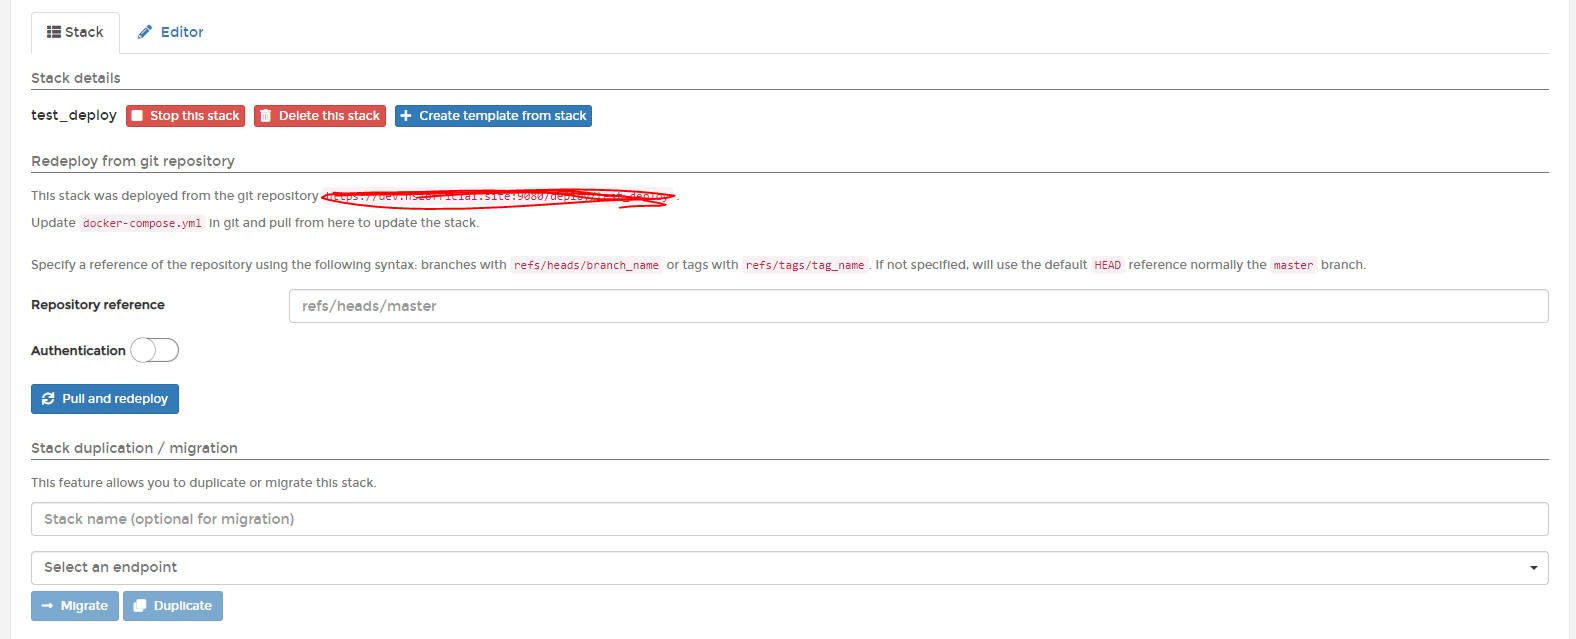 Stack Editor
Stack details
test_deploy Stop this stack Delete this stack Create template from stack
Redeploy from git repository
This stack was deployed from the git repository .
Update docker-compose.yml in git and pull from here to update the stack.
Specify a reference of the repository using the following syntax: branches with refs/heads/branch_name or tags with refs/tags/tag_name . If not specified, will use the default HEAD reference normally the master branch.
Repository reference refs/heads/master
Authentication
Pull and redeploy
Stack duplication / migration
This feature allows you to duplicate or migrate this stack.
Stack name (optional for migration)
Select an endpoint
Migrate Duplicate